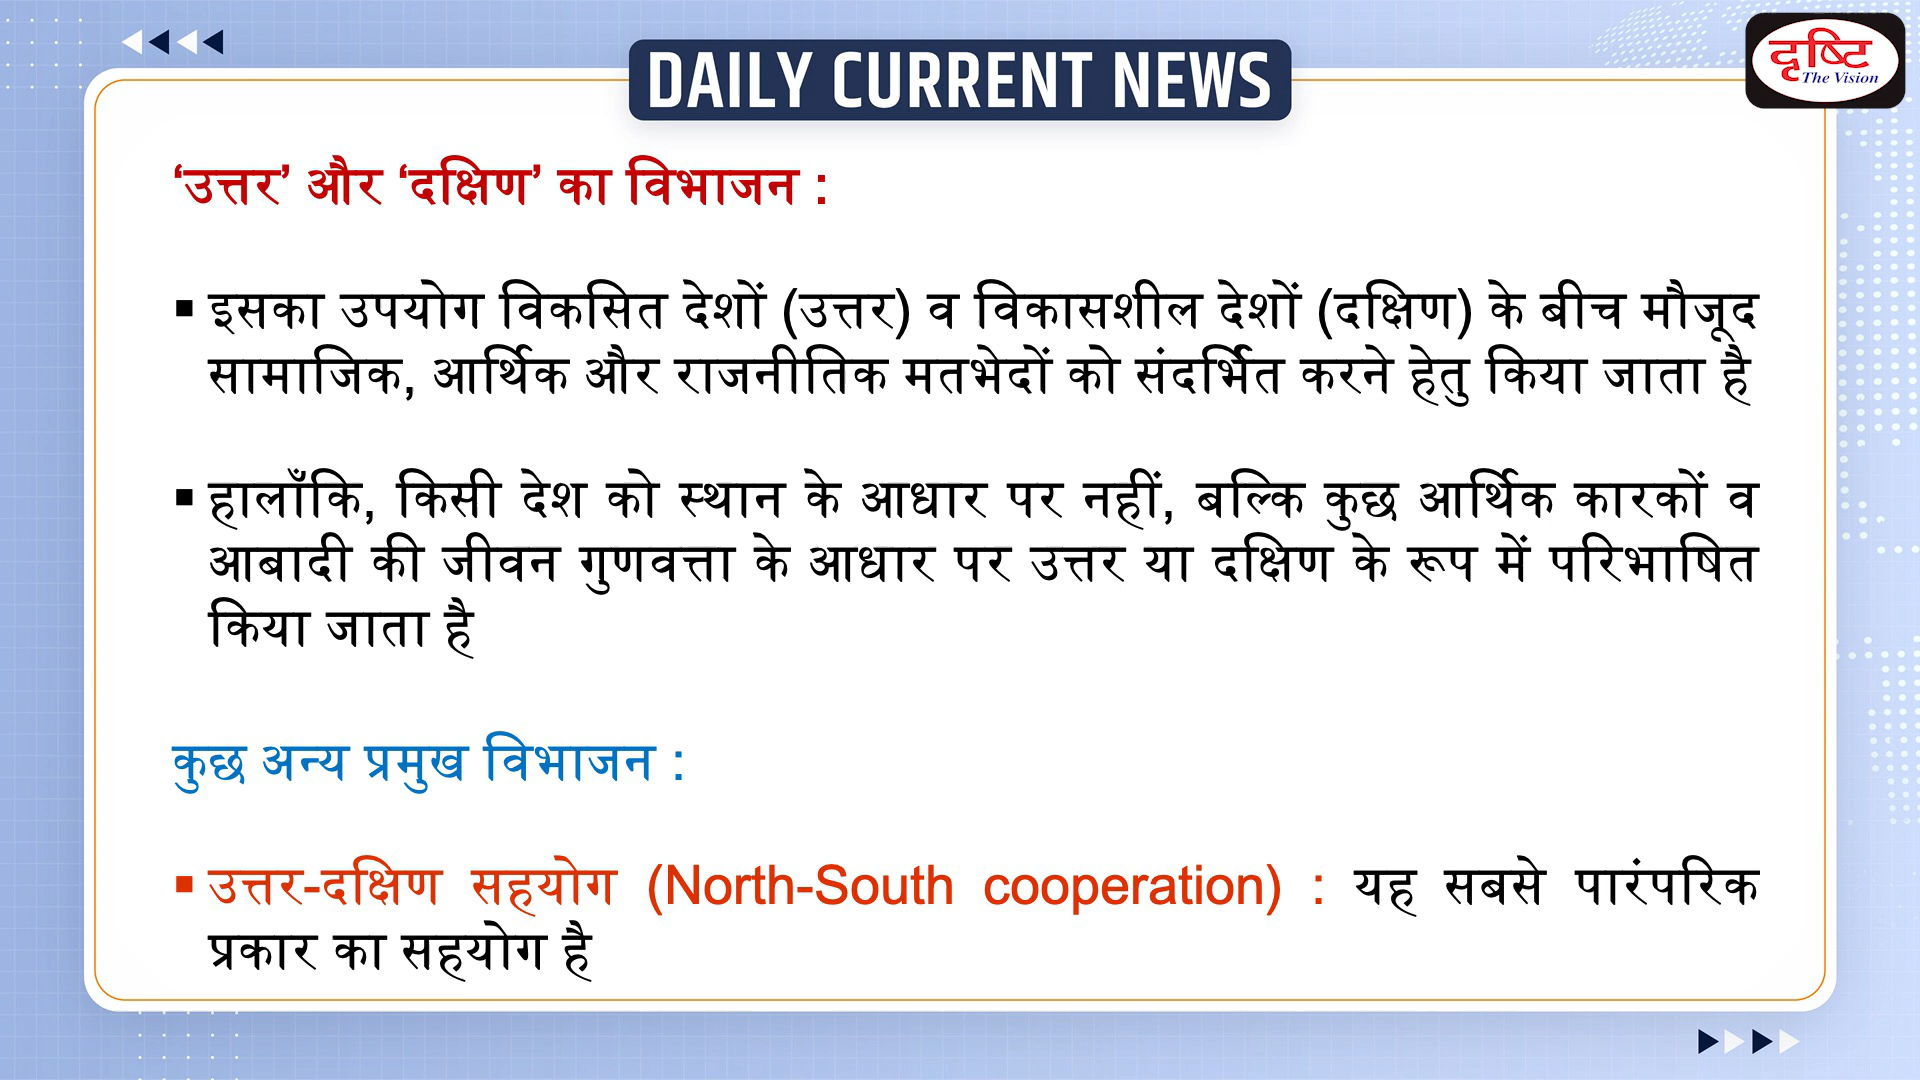 DAILY CURRENT NEWS
दृष्टि
The Vision
‘उत्तर’ और ‘दक्षिण’ का विभाजन :
▪ इसका उपयोग विकसित देशों (उत्तर) व विकासशील देशों (दक्षिण) के बीच मौजूद
सामाजिक, आर्थिक और राजनीतिक मतभेदों को संदर्भित करने हेतु किया जाता है
▪ हालाँकि, किसी देश को स्थान के आधार पर नहीं, बल्कि कुछ आर्थिक कारकों व
आबादी की जीवन गुणवत्ता के आधार पर उत्तर या दक्षिण के रूप में परिभाषित
किया जाता है
कुछ अन्य प्रमुख विभाजन :
▪ उत्तर-दक्षिण सहयोग (North-South cooperation) : यह सबसे पारंपरिक
प्रकार का सहयोग है